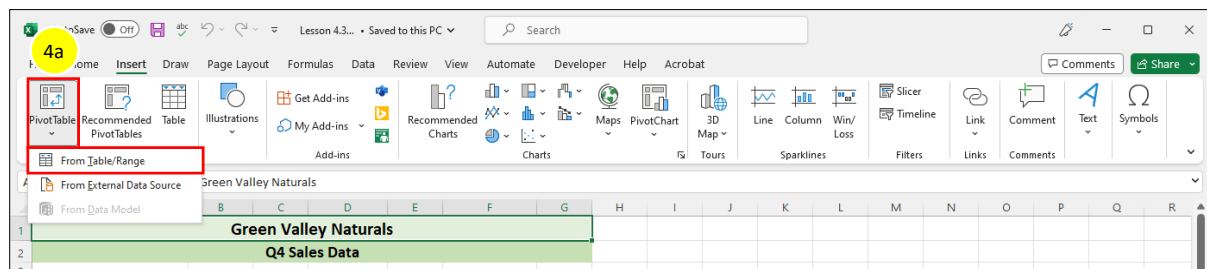 4a
Save Off abc Lesson 4.3... • Saved to this PC Search
Home Insert Draw Page Layout Formulas Data Review View Automate Developer Help Acrobat Comments Share
PivotTable Recommended PivotTables Table Illustrations Get Add-ins My Add-ins Recommended Charts Maps PivotChart 3D Map Line Column Win/Loss Slicer Timeline Link Comment Text Symbols
Add-ins Charts Tours Sparklines Filters Links Comments
From Table/Range
From External Data Source
From Data Model
Green Valley Naturals
B C D E F G H I J K L M N O P Q R
1 Green Valley Naturals
2 Q4 Sales Data